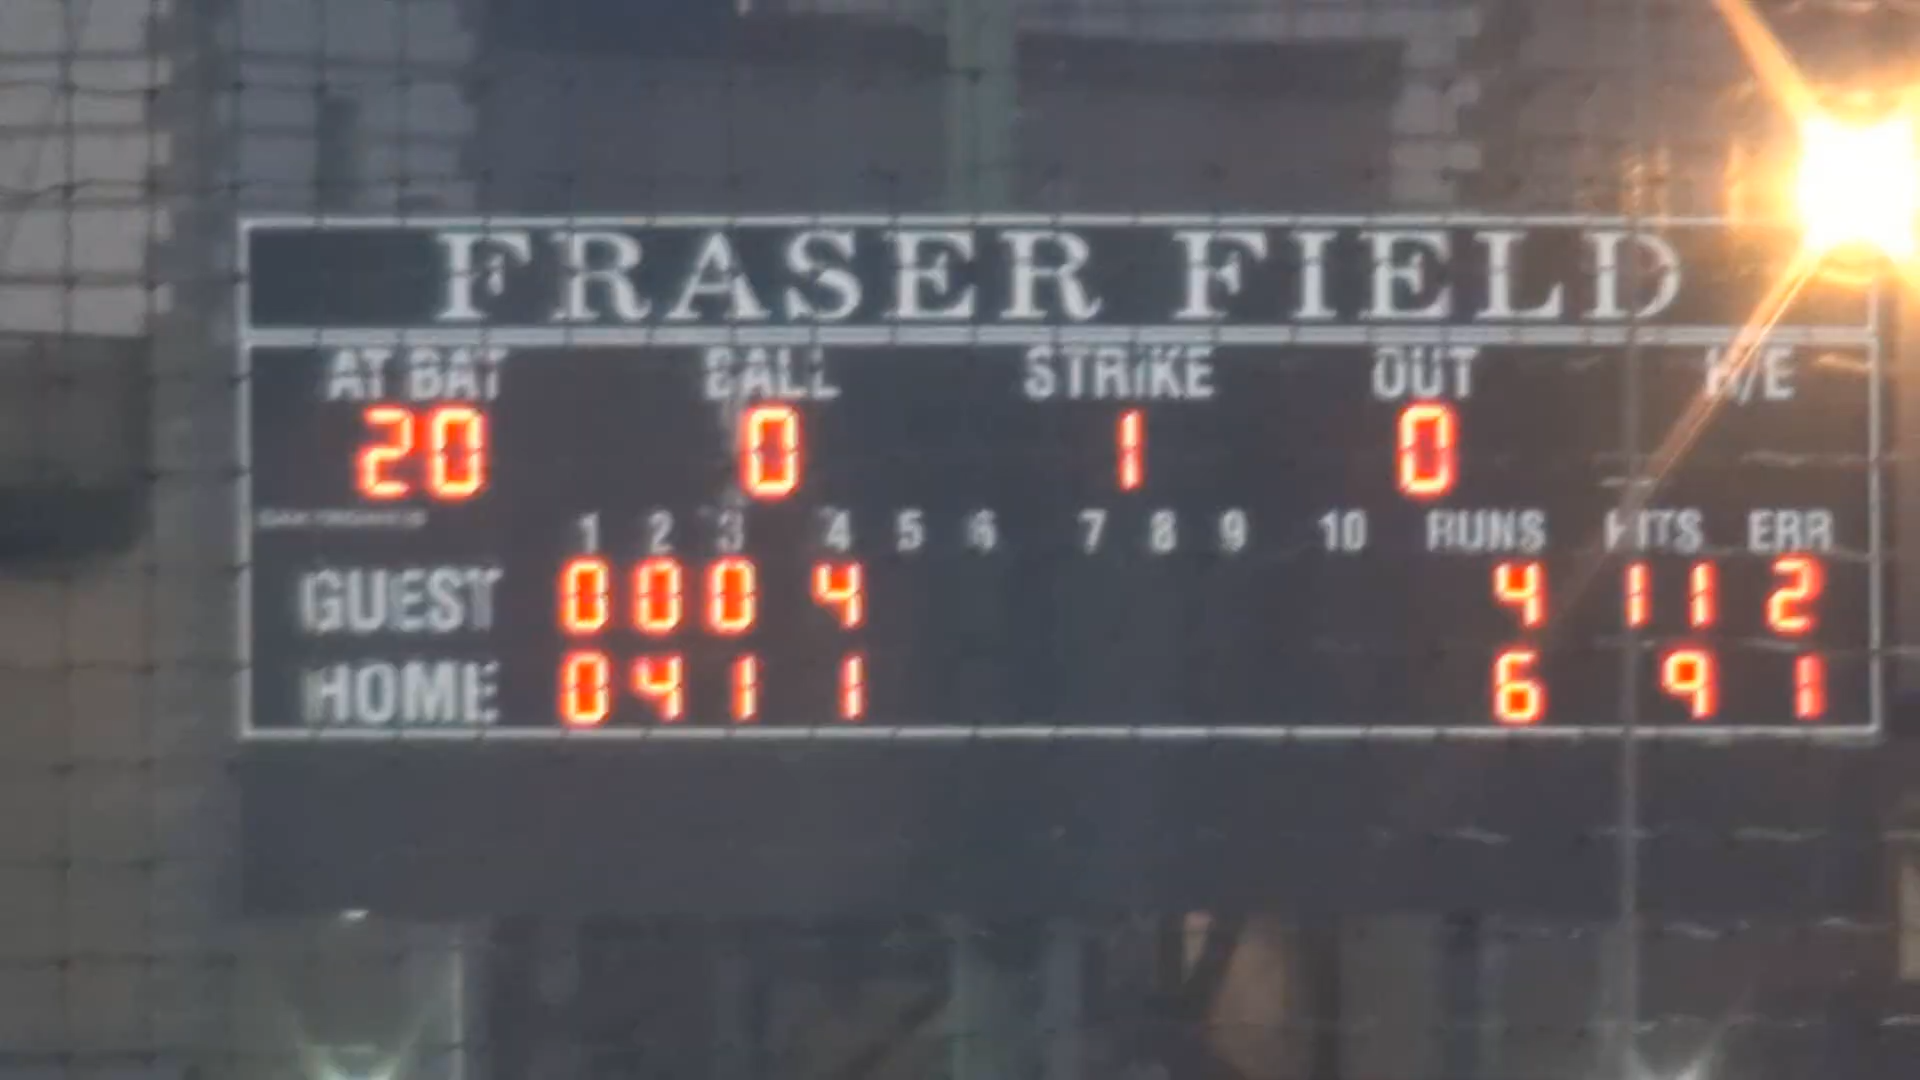 FRASER FIELD
AT BAT BALL STRIKE OUT H/E
20 0 1 0
1 2 3 4 5 6 7 8 9 10 RUNS HITS ERR
GUEST 0 0 0 4 4 11 2
HOME 0 4 1 1 6 9 1